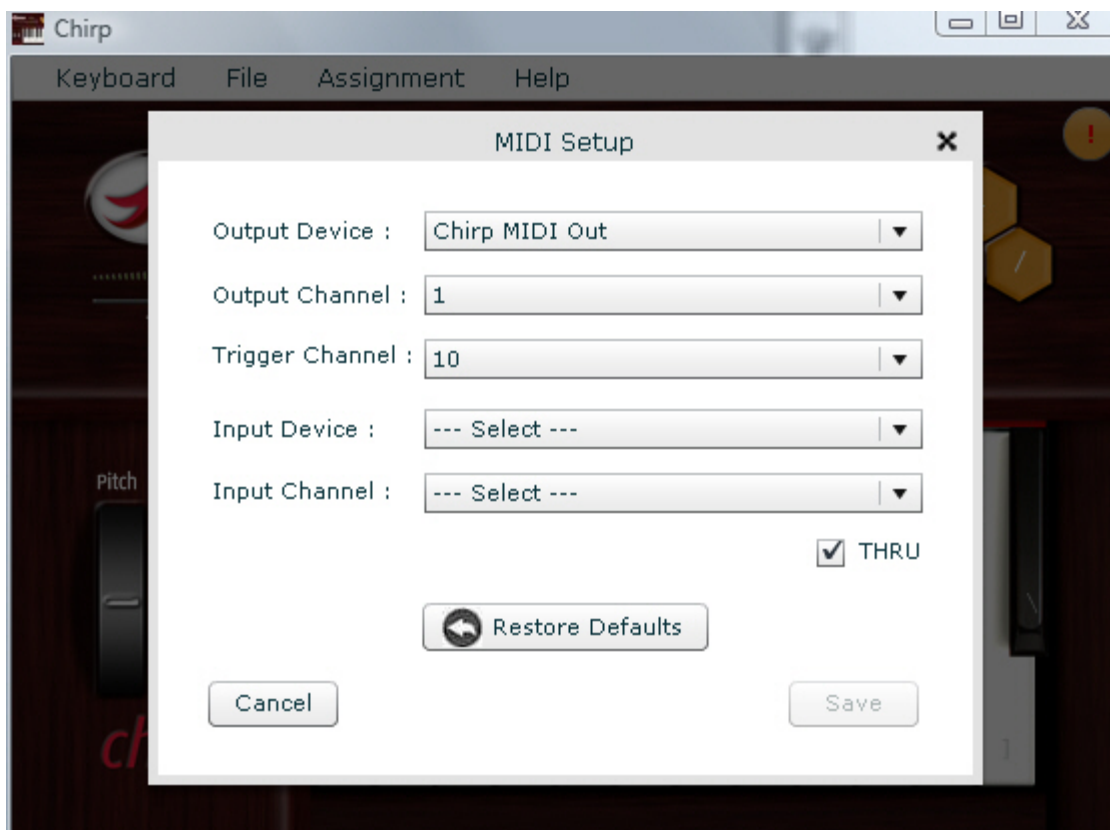 Chirp
Keyboard File Assignment Help
MIDI Setup
!
Output Device : Chirp MIDI Out
Output Channel : 1
Trigger Channel : 10
Input Device : --- Select ---
Input Channel : --- Select ---
Pitch
THRU
Restore Defaults
Cancel Save